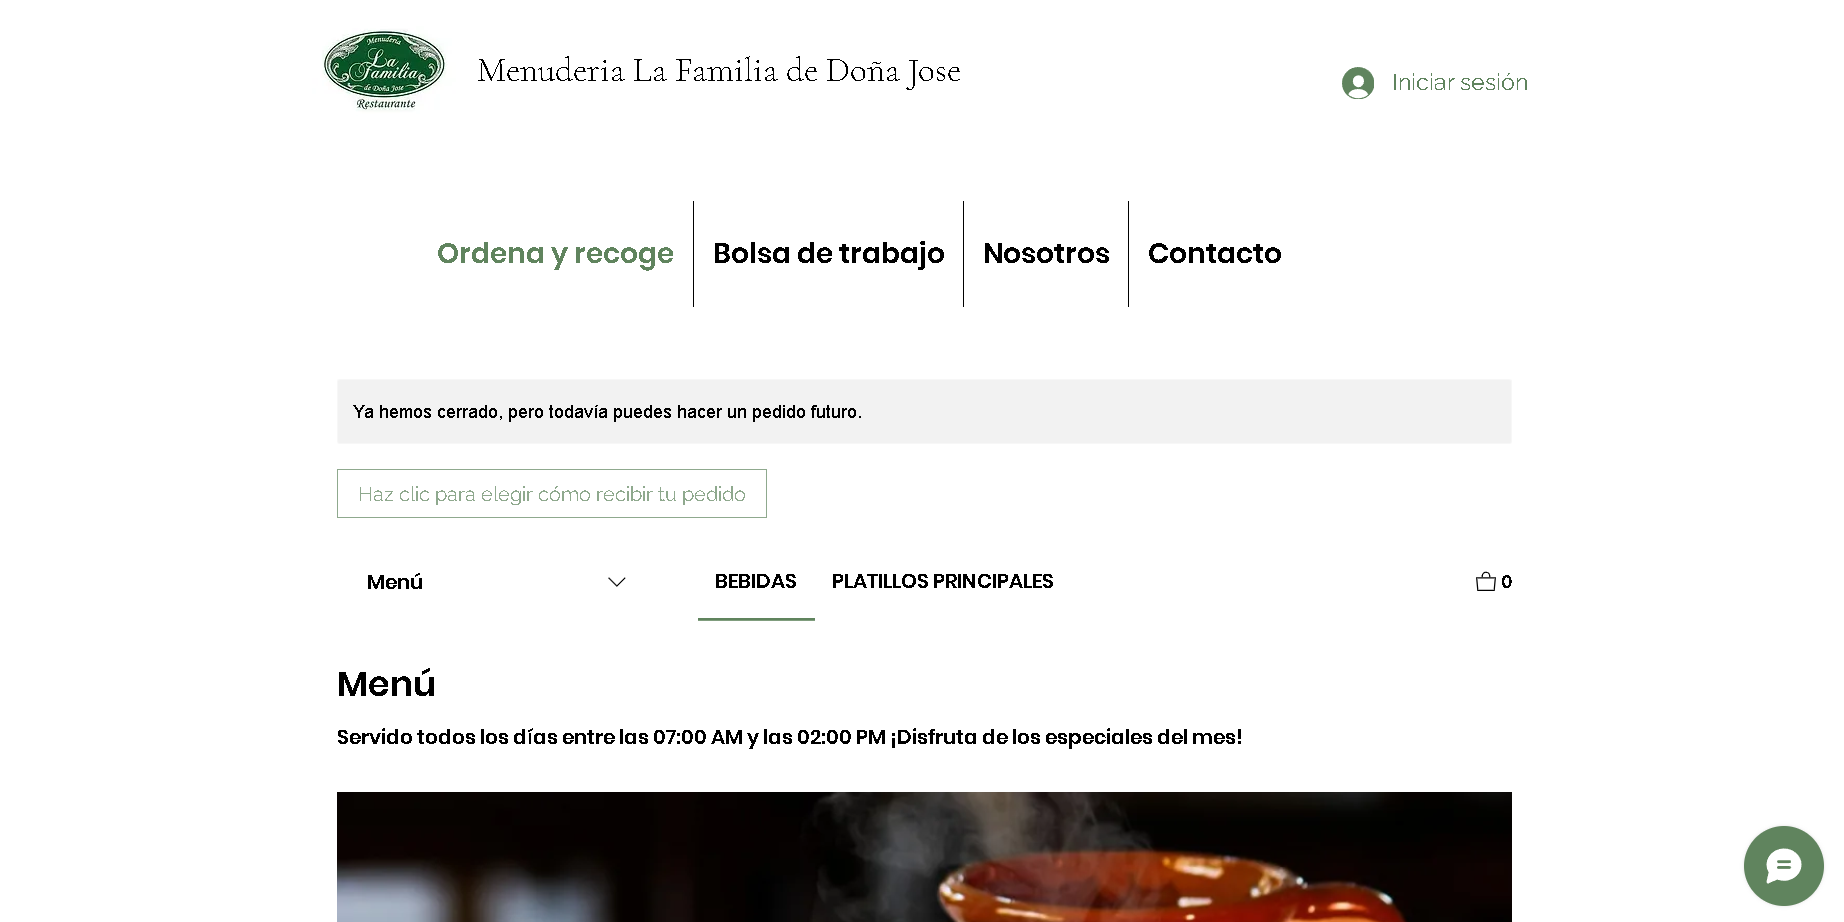 Menudería
La
Familia
de Doña Jose
Restaurante
Menuderia La Familia de Doña Jose
Iniciar sesión
Ordena y recoge
Bolsa de trabajo
Nosotros
Contacto
Ya hemos cerrado, pero todavía puedes hacer un pedido futuro.
Haz clic para elegir cómo recibir tu pedido
Menú
BEBIDAS
PLATILLOS PRINCIPALES
0
Menú
Servido todos los días entre las 07:00 AM y las 02:00 PM ¡Disfruta de los especiales del mes!